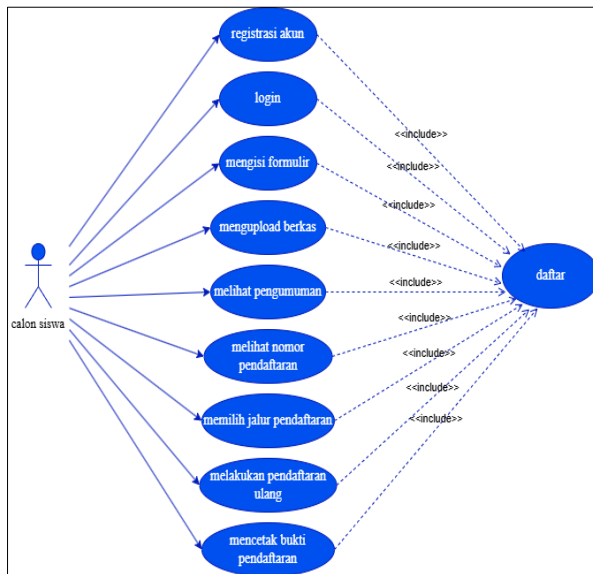 registrasi akun
login
<<include>>
mengisi formulir
<<include>>
<<include>>
mengupload berkas
<<include>>
daftar
melihat pengumuman
<<include>>
calon siswa
<<include>>
melihat nomor
pendaftaran
<<include>>
<<include>>
memilih jalur pendaftaran
<<include>>
melakukan pendaftaran
ulang
mencetak bukti
pendaftaran